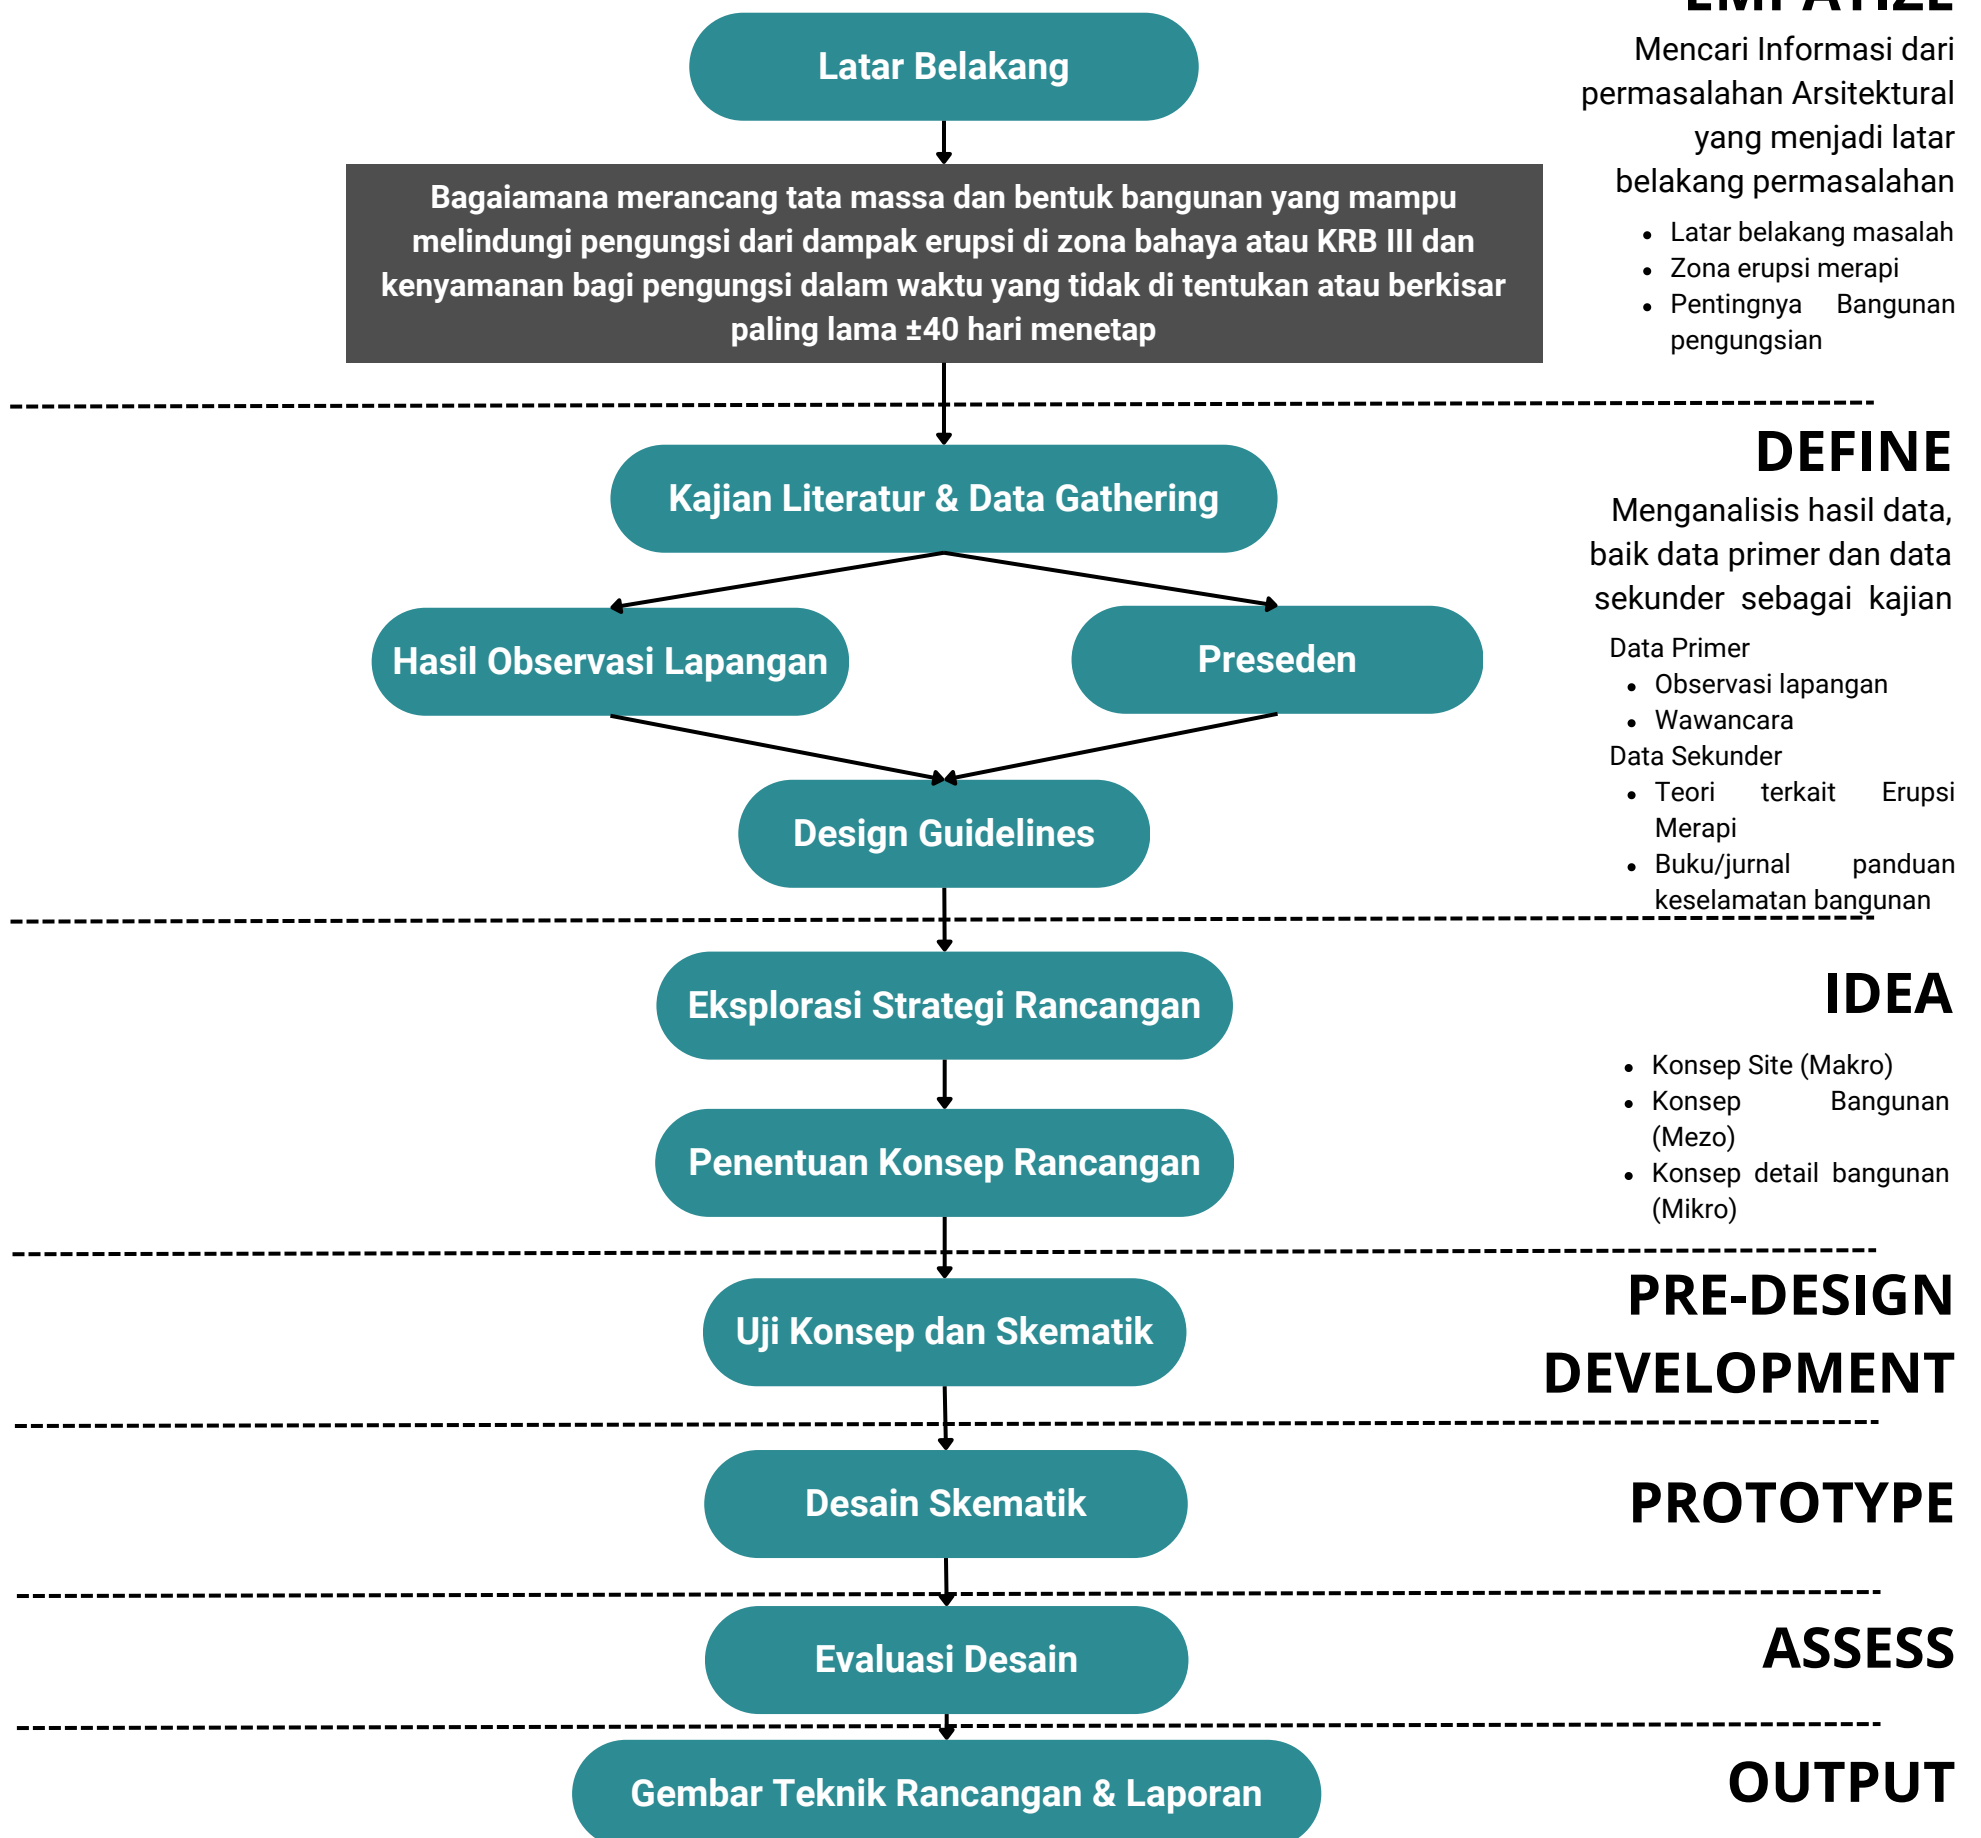 EMPATIZE
Latar Belakang
Mencari Informasi dari
permasalahan Arsitektural
yang menjadi latar
belakang permasalahan
Bagaiamana merancang tata massa dan bentuk bangunan yang mampu
melindungi pengungsi dari dampak erupsi di zona bahaya atau KRB III dan
kenyamanan bagi pengungsi dalam waktu yang tidak di tentukan atau berkisar
paling lama ±40 hari menetap
• Latar belakang masalah
• Zona erupsi merapi
• Pentingnya Bangunan
pengungsian
DEFINE
Kajian Literatur & Data Gathering
Menganalisis hasil data,
baik data primer dan data
sekunder sebagai kajian
Hasil Observasi Lapangan
Preseden
Data Primer
• Observasi lapangan
• Wawancara
Data Sekunder
• Teori terkait Erupsi
Merapi
• Buku/jurnal panduan
keselamatan bangunan
Design Guidelines
IDEA
Eksplorasi Strategi Rancangan
• Konsep Site (Makro)
• Konsep Bangunan
(Mezo)
• Konsep detail bangunan
(Mikro)
Penentuan Konsep Rancangan
PRE-DESIGN
DEVELOPMENT
Uji Konsep dan Skematik
Desain Skematik
PROTOTYPE
Evaluasi Desain
ASSESS
Gembar Teknik Rancangan & Laporan
OUTPUT